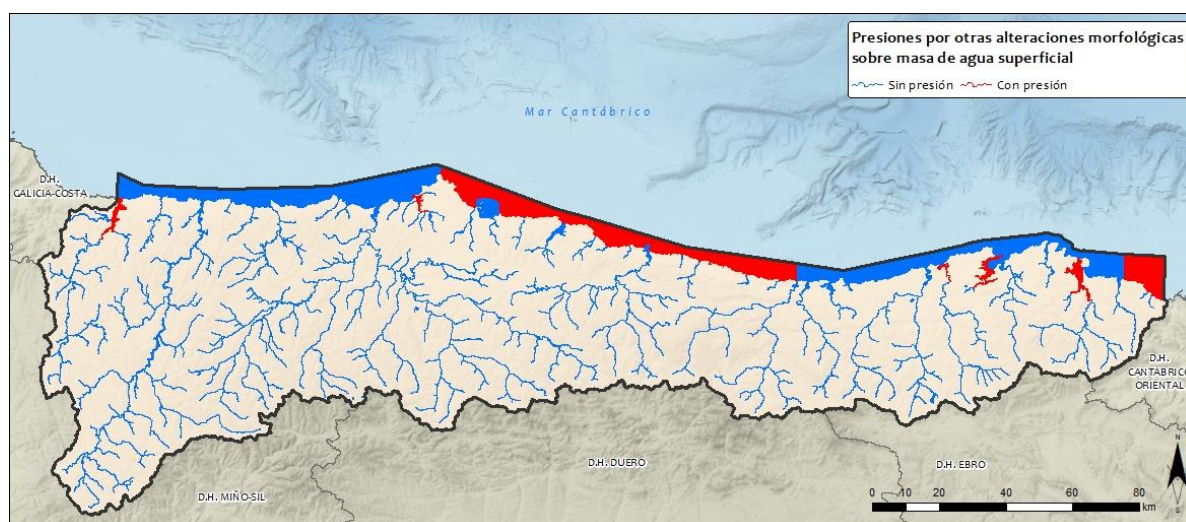 Presiones por otras alteraciones morfológicas
sobre masa de agua superficial
Sin presión Con presión
Mar Cantábrico
D.H.
GALICIA-COSTA
D.H.
CANTÁBRICO
ORIENTAL
D.H. DUERO
D.H. EBRO
D.H. MIÑO-SIL
N
S
0 10 20 40 60 80
km